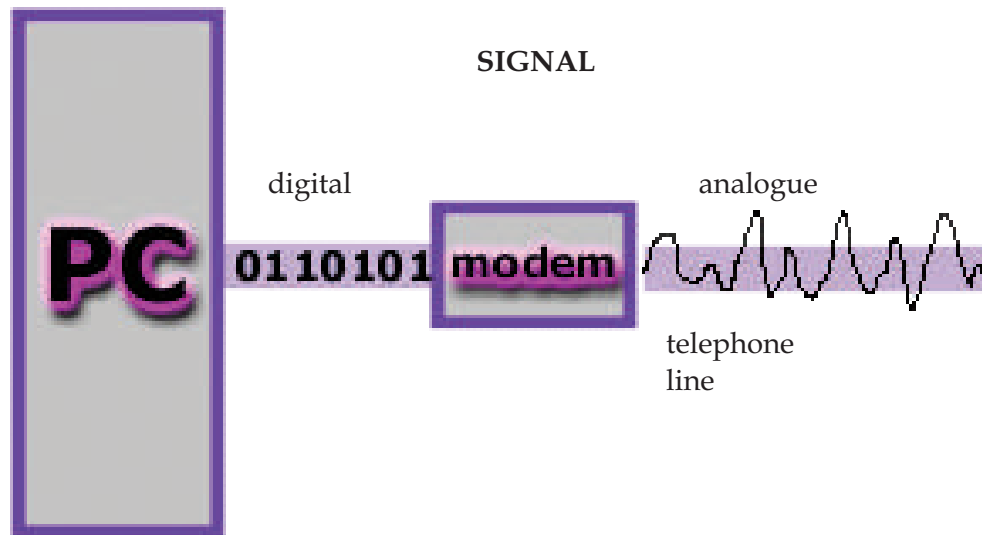 SIGNAL
digital
analogue
PC
0110101
modem
telephone
line